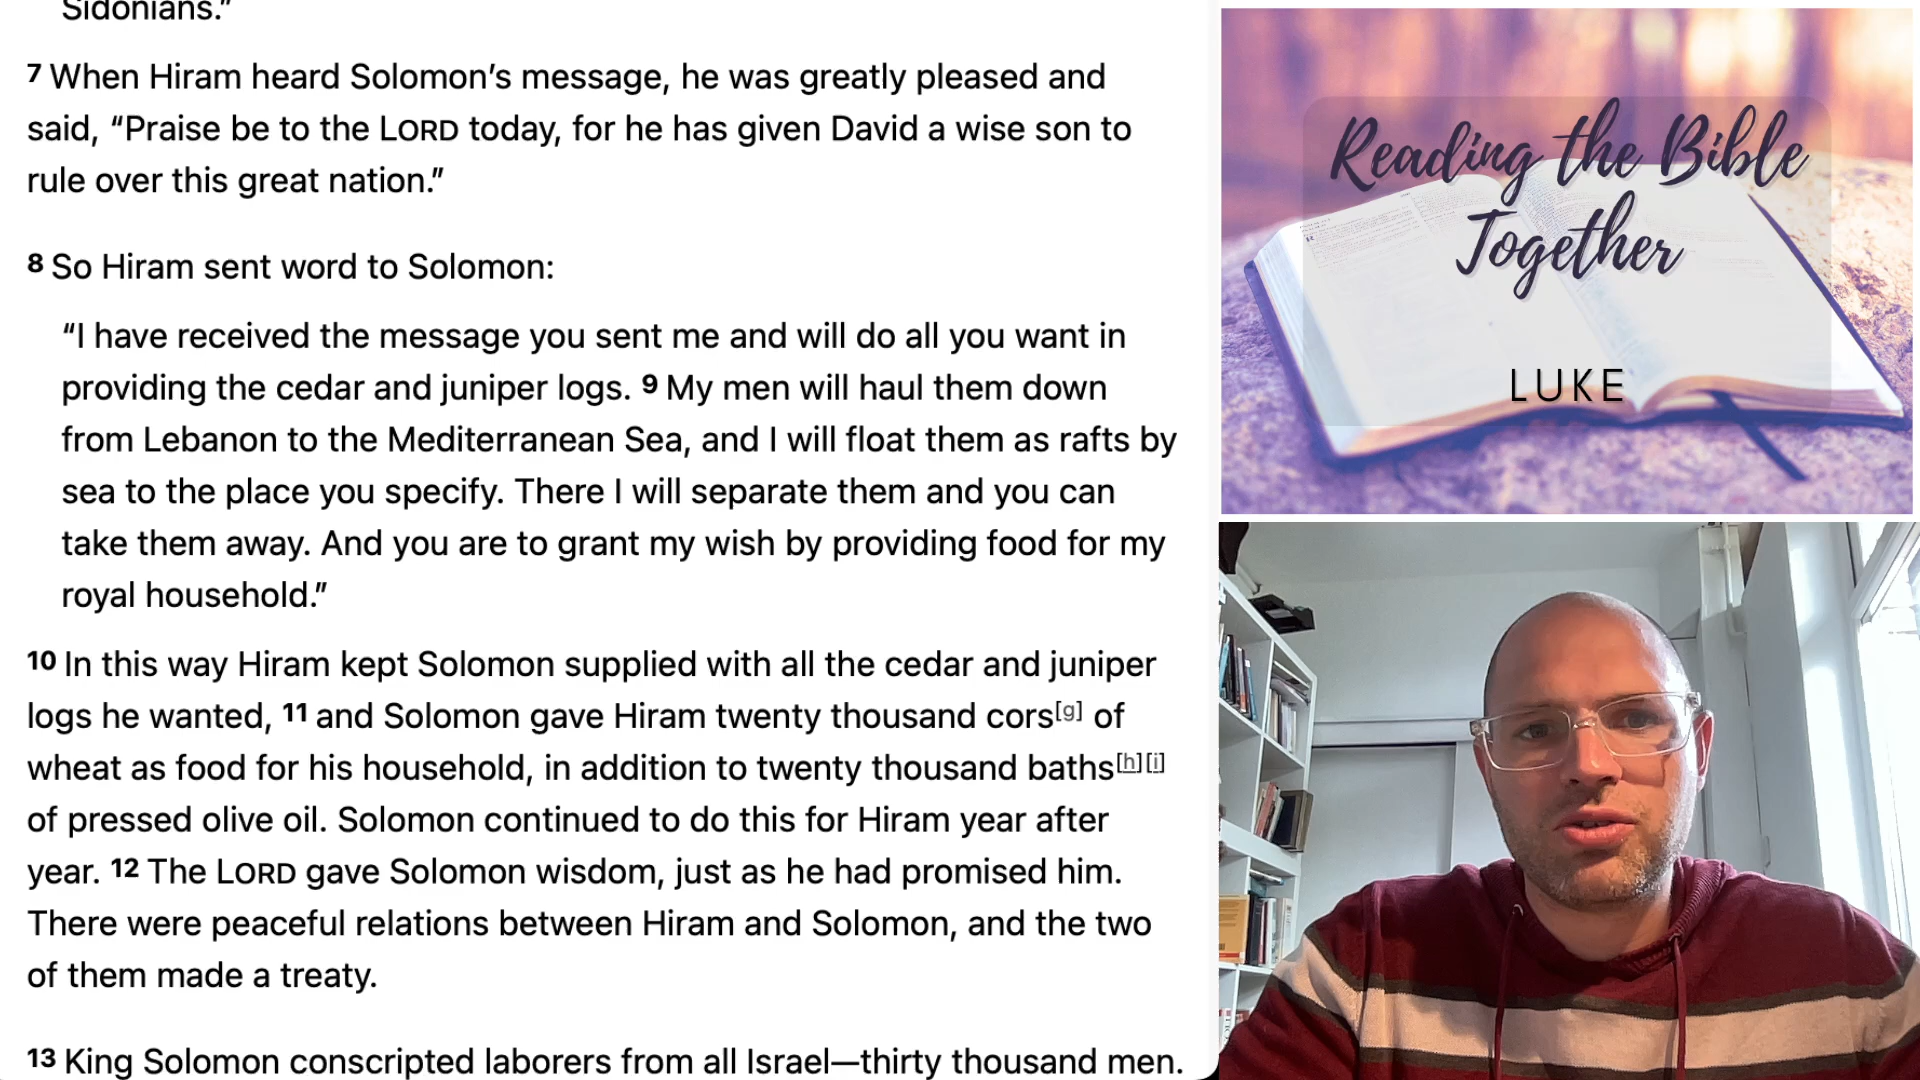 Sidonians.”
7 When Hiram heard Solomon’s message, he was greatly pleased and
said, “Praise be to the LORD today, for he has given David a wise son to
rule over this great nation.”
8 So Hiram sent word to Solomon:
“I have received the message you sent me and will do all you want in
providing the cedar and juniper logs. 9 My men will haul them down
from Lebanon to the Mediterranean Sea, and I will float them as rafts by
sea to the place you specify. There I will separate them and you can
take them away. And you are to grant my wish by providing food for my
royal household.”
10 In this way Hiram kept Solomon supplied with all the cedar and juniper
logs he wanted, 11 and Solomon gave Hiram twenty thousand cors[g] of
wheat as food for his household, in addition to twenty thousand baths[h][i]
of pressed olive oil. Solomon continued to do this for Hiram year after
year. 12 The LORD gave Solomon wisdom, just as he had promised him.
There were peaceful relations between Hiram and Solomon, and the two
of them made a treaty.
13 King Solomon conscripted laborers from all Israel—thirty thousand men.
Reading the Bible
Together
LUKE